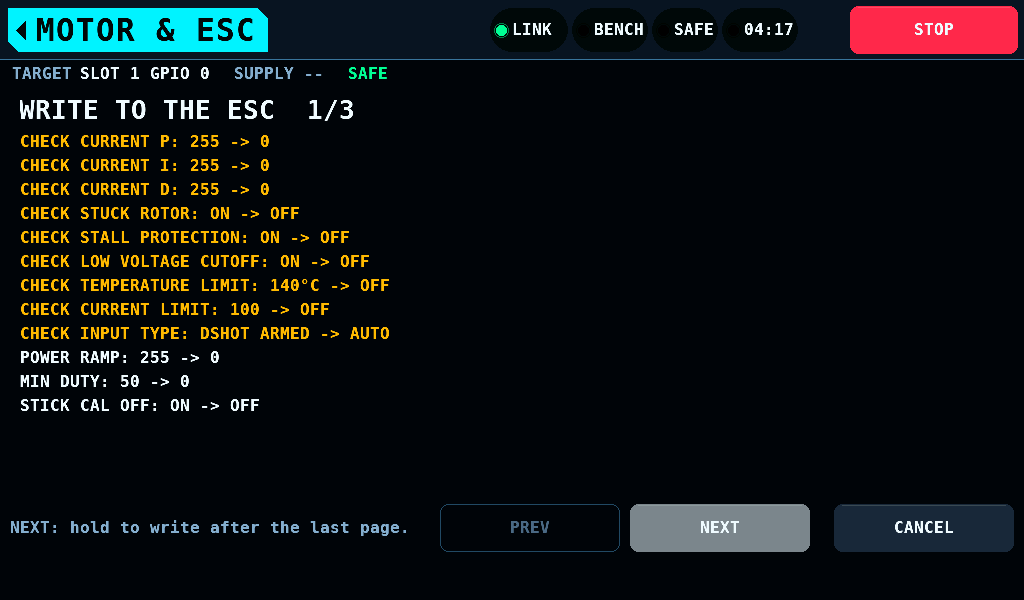 MOTOR & ESC
LINK
BENCH
SAFE
04:17
STOP
TARGET SLOT 1 GPIO 0 SUPPLY -- SAFE
WRITE TO THE ESC 1/3
CHECK CURRENT P: 255 -> 0
CHECK CURRENT I: 255 -> 0
CHECK CURRENT D: 255 -> 0
CHECK STUCK ROTOR: ON -> OFF
CHECK STALL PROTECTION: ON -> OFF
CHECK LOW VOLTAGE CUTOFF: ON -> OFF
CHECK TEMPERATURE LIMIT: 140°C -> OFF
CHECK CURRENT LIMIT: 100 -> OFF
CHECK INPUT TYPE: DSHOT ARMED -> AUTO
POWER RAMP: 255 -> 0
MIN DUTY: 50 -> 0
STICK CAL OFF: ON -> OFF
NEXT: hold to write after the last page.
PREV
NEXT
CANCEL